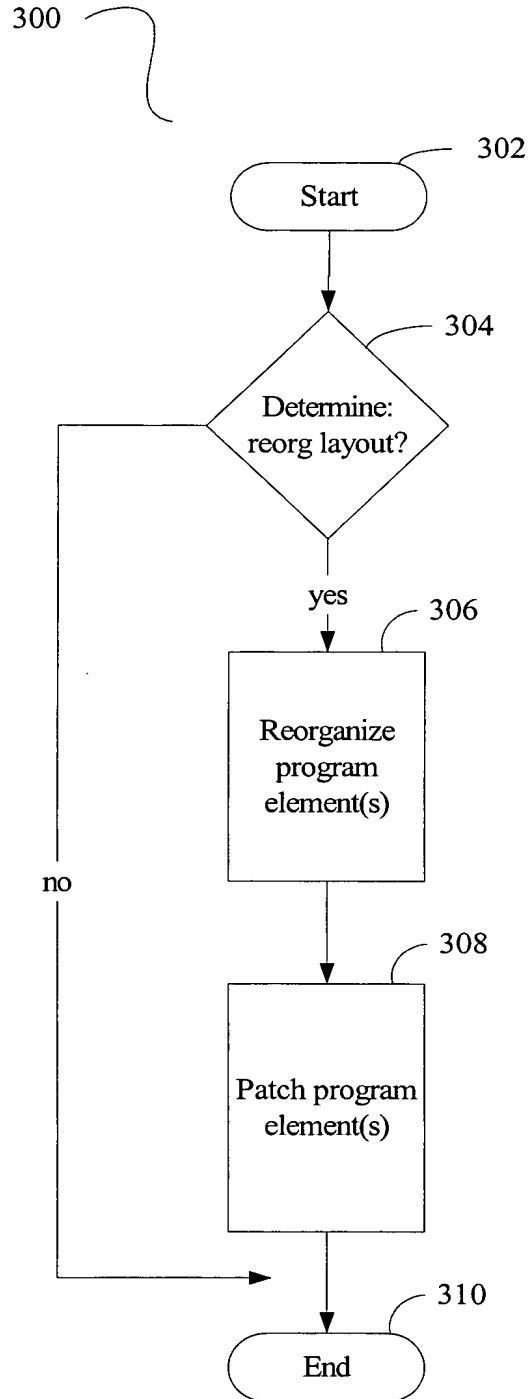 300
302
Start
304
Determine:
reorg layout?
yes
306
Reorganize
program
element(s)
no
308
Patch program
element(s)
310
End